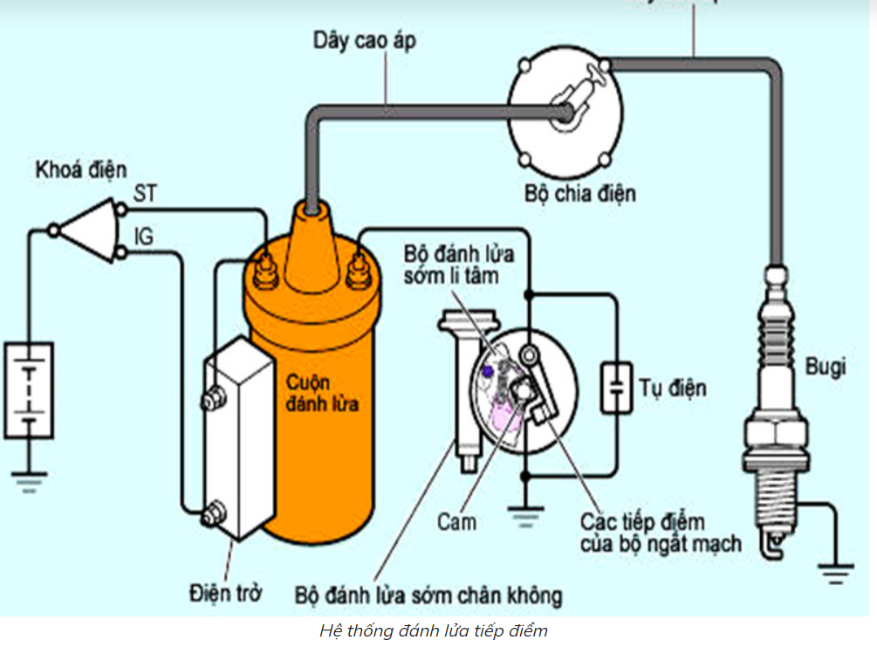 Dây cao áp
Khoá điện
ST
IG
Bộ chia điện
Bộ đánh lửa
sớm li tâm
Cuộn
đánh lửa
Tụ điện
Bugi
Cam
Các tiếp điểm
của bộ ngắt mạch
Điện trở
Bộ đánh lửa sớm chân không
Hệ thống đánh lửa tiếp điểm